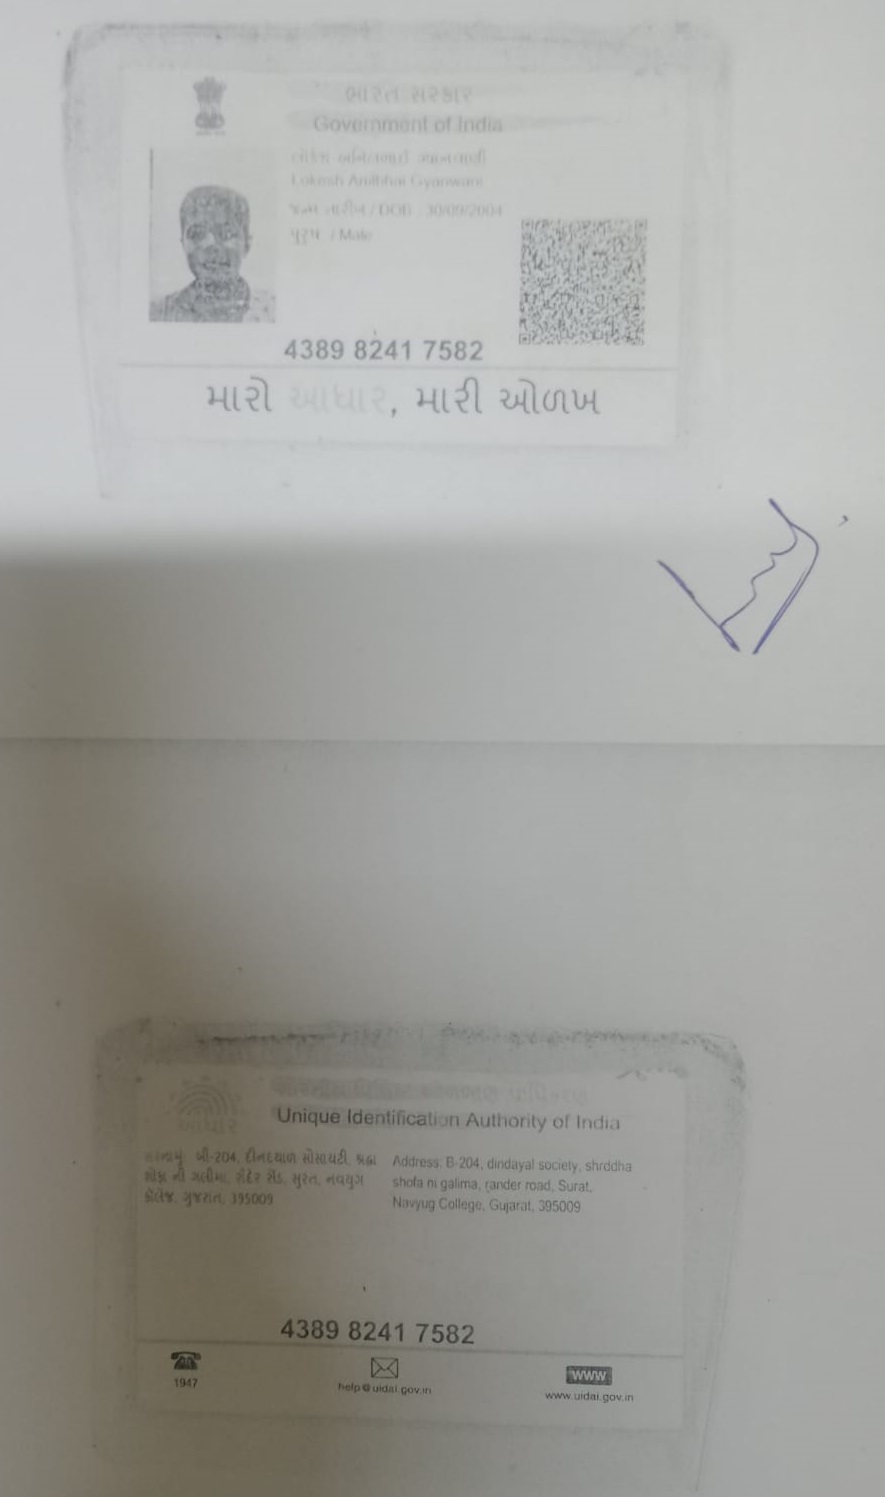 ભારત સરકાર
Government of India
Lokesh Anilbhai Gyanwani
જન્મ તારીખ / DOB : 30/09/2004
પુરુષ / Male
4389 8241 7582
મારો આધાર, મારી ઓળખ
Unique Identification Authority of India
આધાર
સરનામું: બી-204, દીનદયાળ સોસાયટી, શ્રદ્ધા
Address: B-204, dindayal society, shrddha
ની ગલીમા, રાંદેર રોડ, સુરત, નવયુગ
shofa ni galima, rander road, Surat,
કોલેજ, ગુજરાત, 395009
Navyug College, Gujarat, 395009
4389 8241 7582
1947
help@uidai.gov.in
WWW
www.uidai.gov.in